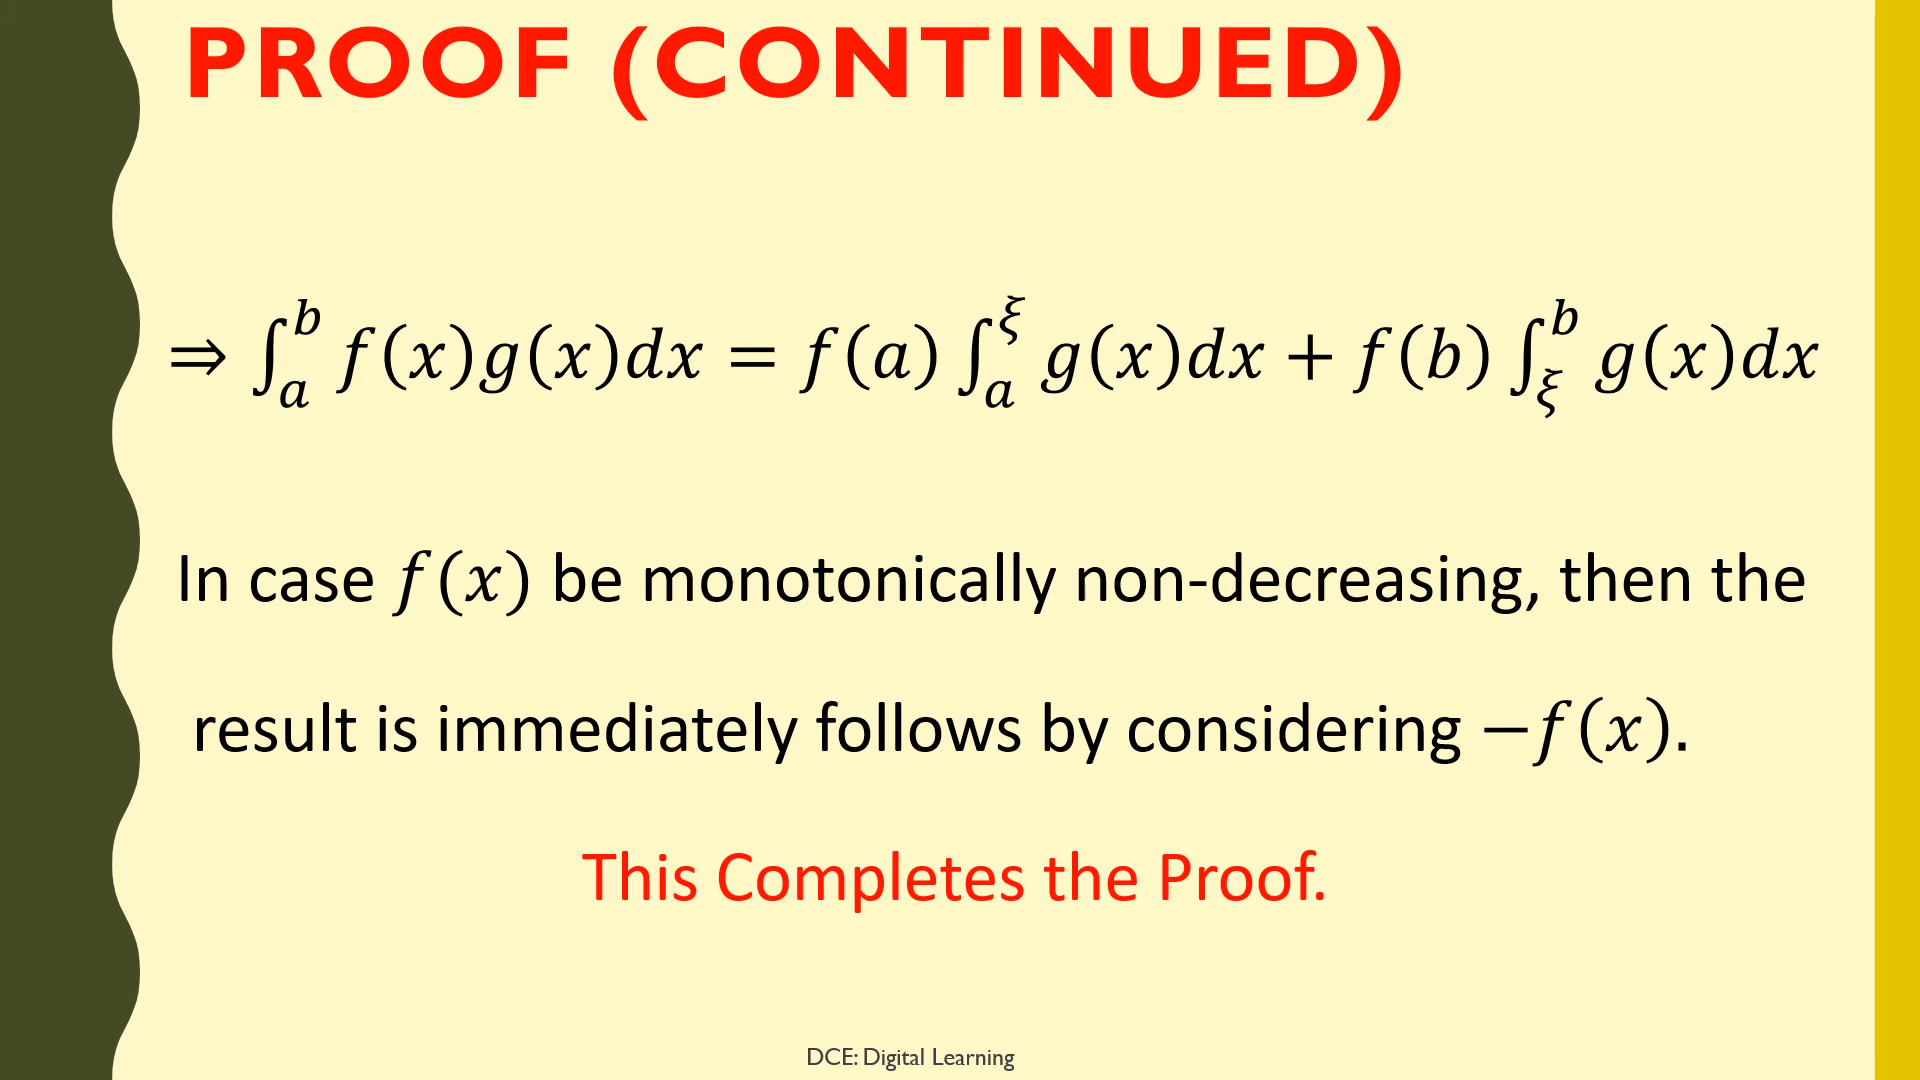 PROOF (CONTINUED)
⇒ ∫_a^b f(x)g(x)dx = f(a) ∫_a^ξ g(x)dx + f(b) ∫_ξ^b g(x)dx
In case f(x) be monotonically non-decreasing, then the
result is immediately follows by considering −f(x).
This Completes the Proof.
DCE: Digital Learning